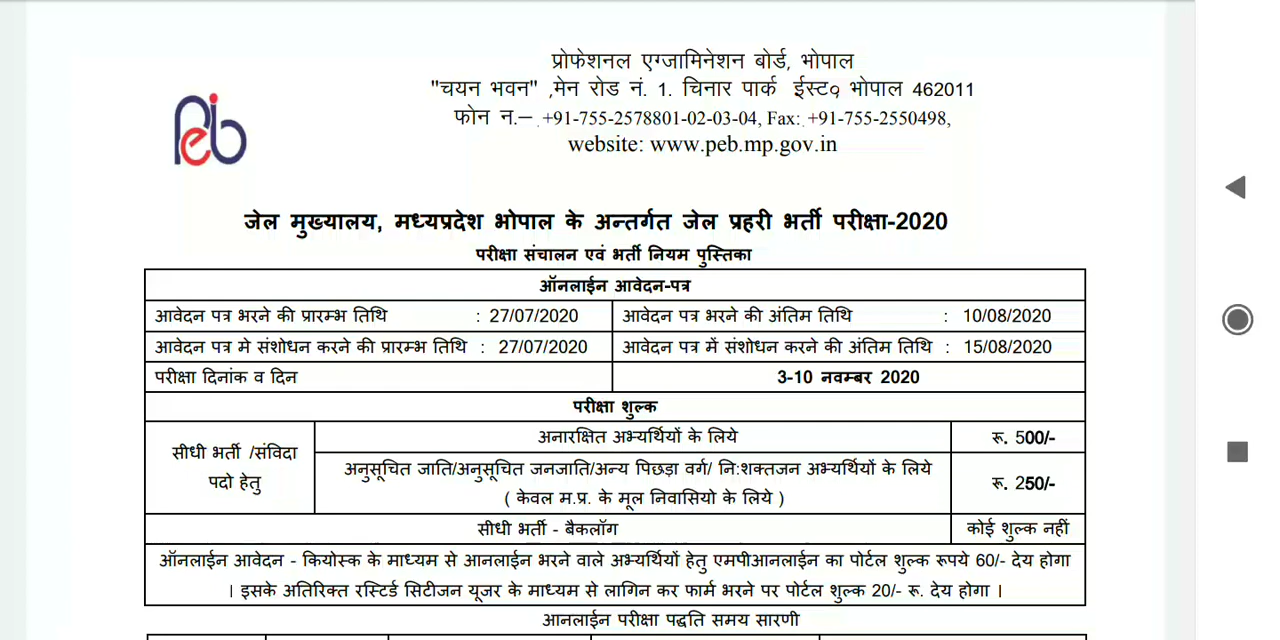 प्रोफेशनल एग्जामिनेशन बोर्ड, भोपाल
"चयन भवन" ,मेन रोड नं. 1. चिनार पार्क ईस्ट० भोपाल 462011
फोन न.– .+91-755-2578801-02-03-04, Fax: .+91-755-2550498,
website: www.peb.mp.gov.in
Peb
जेल मुख्यालय, मध्यप्रदेश भोपाल के अन्तर्गत जेल प्रहरी भर्ती परीक्षा-2020
परीक्षा संचालन एवं भर्ती नियम पुस्तिका
ऑनलाईन आवेदन-पत्र
आवेदन पत्र भरने की प्रारम्भ तिथि : 27/07/2020 आवेदन पत्र भरने की अंतिम तिथि : 10/08/2020
आवेदन पत्र मे संशोधन करने की प्रारम्भ तिथि : 27/07/2020 आवेदन पत्र में संशोधन करने की अंतिम तिथि : 15/08/2020
परीक्षा दिनांक व दिन 3-10 नवम्बर 2020
परीक्षा शुल्क
सीधी भर्ती /संविदा
पदो हेतु
अनारक्षित अभ्यर्थियों के लिये रू. 500/-
अनुसूचित जाति/अनुसूचित जनजाति/अन्य पिछड़ा वर्ग/ नि:शक्तजन अभ्यर्थियों के लिये
( केवल म.प्र. के मूल निवासियो के लिये )
रू. 250/-
सीधी भर्ती - बैकलॉग कोई शुल्क नहीं
ऑनलाईन आवेदन - कियोस्क के माध्यम से आनलाईन भरने वाले अभ्यर्थियों हेतु एमपीआनलाईन का पोर्टल शुल्क रूपये 60/- देय होगा
। इसके अतिरिक्त रस्टिर्ड सिटीजन यूजर के माध्यम से लागिन कर फार्म भरने पर पोर्टल शुल्क 20/- रू. देय होगा ।
आनलाईन परीक्षा पद्धति समय सारणी